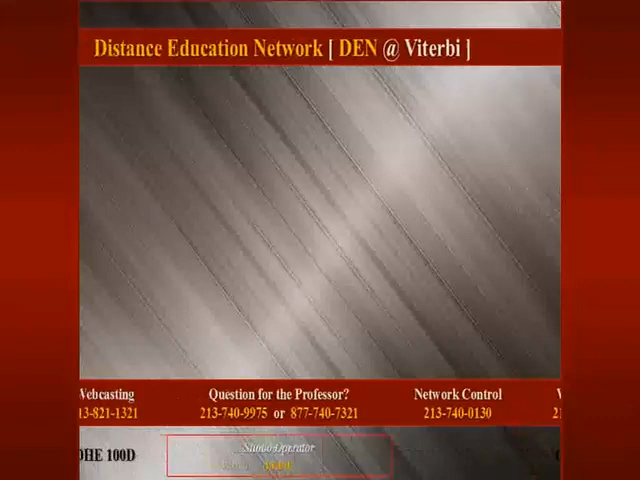 Distance Education Network [ DEN @ Viterbi ]
Webcasting Question for the Professor? Network Control
13-821-1321 213-740-9975 or 877-740-7321 213-740-0130
OHE 100D Studio Operator